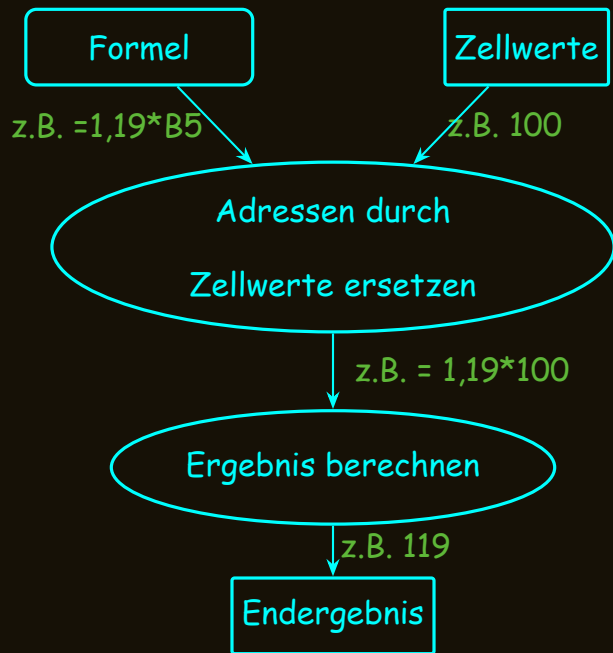 Formel
Zellwerte
z.B. =1,19*B5
z.B. 100
Adressen durch
Zellwerte ersetzen
z.B. = 1,19*100
Ergebnis berechnen
z.B. 119
Endergebnis